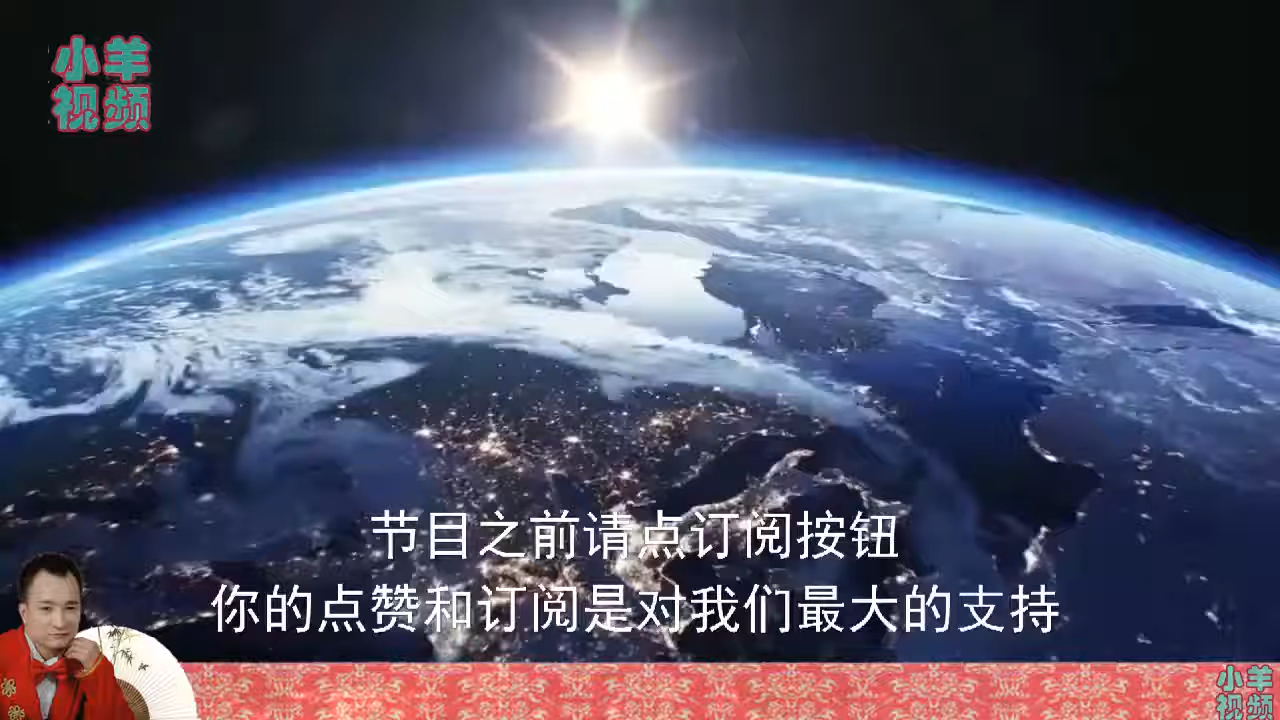 小羊
视频
节目之前请点订阅按钮
你的点赞和订阅是对我们最大的支持
小羊
视频